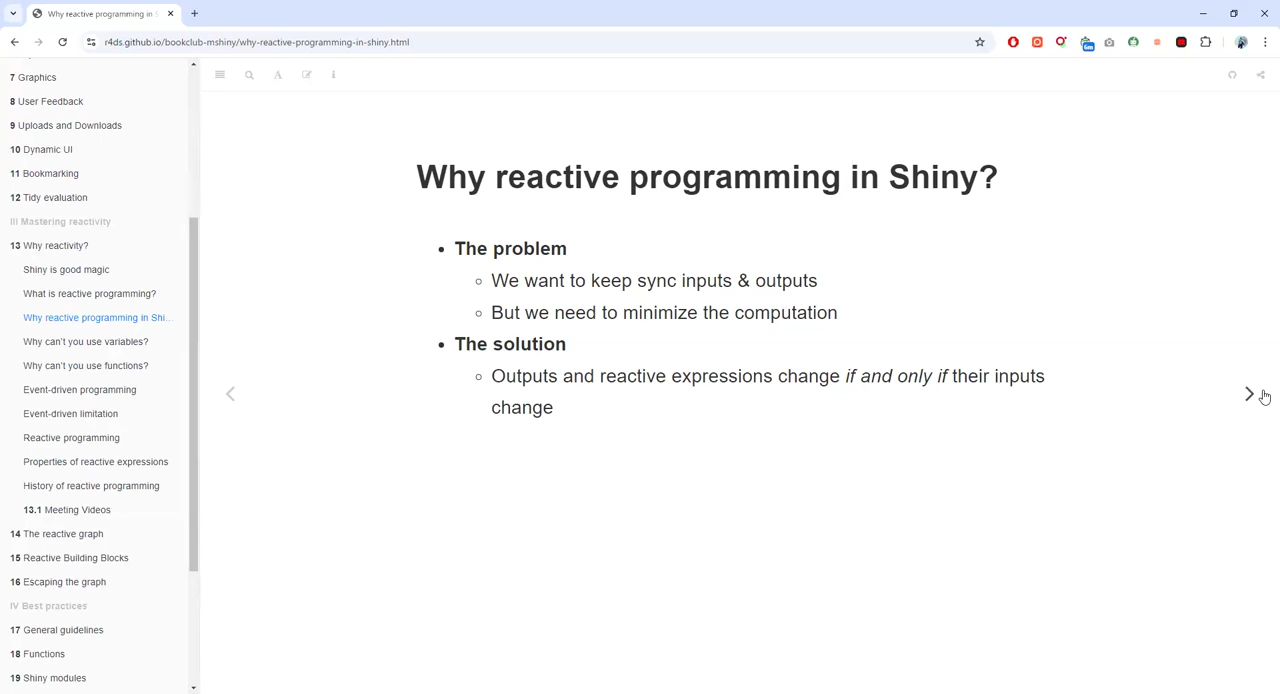 Why reactive programming in S
r4ds.github.io/bookclub-mshiny/why-reactive-programming-in-shiny.html
6m
7 Graphics
8 User Feedback
9 Uploads and Downloads
10 Dynamic UI
11 Bookmarking
12 Tidy evaluation
III Mastering reactivity
13 Why reactivity?
Shiny is good magic
What is reactive programming?
Why reactive programming in Shi…
Why can't you use variables?
Why can't you use functions?
Event-driven programming
Event-driven limitation
Reactive programming
Properties of reactive expressions
History of reactive programming
13.1 Meeting Videos
14 The reactive graph
15 Reactive Building Blocks
16 Escaping the graph
IV Best practices
17 General guidelines
18 Functions
19 Shiny modules
A
i
Why reactive programming in Shiny?
• The problem
◦ We want to keep sync inputs & outputs
◦ But we need to minimize the computation
• The solution
◦ Outputs and reactive expressions change if and only if their inputs
change